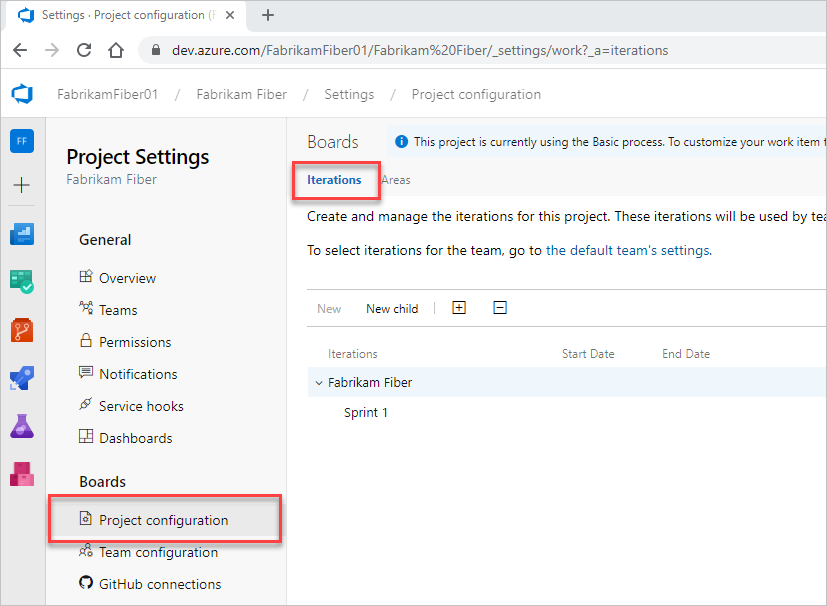 Settings · Project configuration (F
dev.azure.com/FabrikamFiber01/Fabrikam%20Fiber/_settings/work?_a=iterations
FabrikamFiber01 / Fabrikam Fiber / Settings / Project configuration
FF
Project Settings
Fabrikam Fiber
General
Overview
Teams
Permissions
Notifications
Service hooks
Dashboards
Boards
Project configuration
Team configuration
GitHub connections
Boards
This project is currently using the Basic process. To customize your work item
Iterations Areas
Create and manage the iterations for this project. These iterations will be used by
To select iterations for the team, go to the default team's settings.
New New child
Iterations Start Date End Date
Fabrikam Fiber
Sprint 1